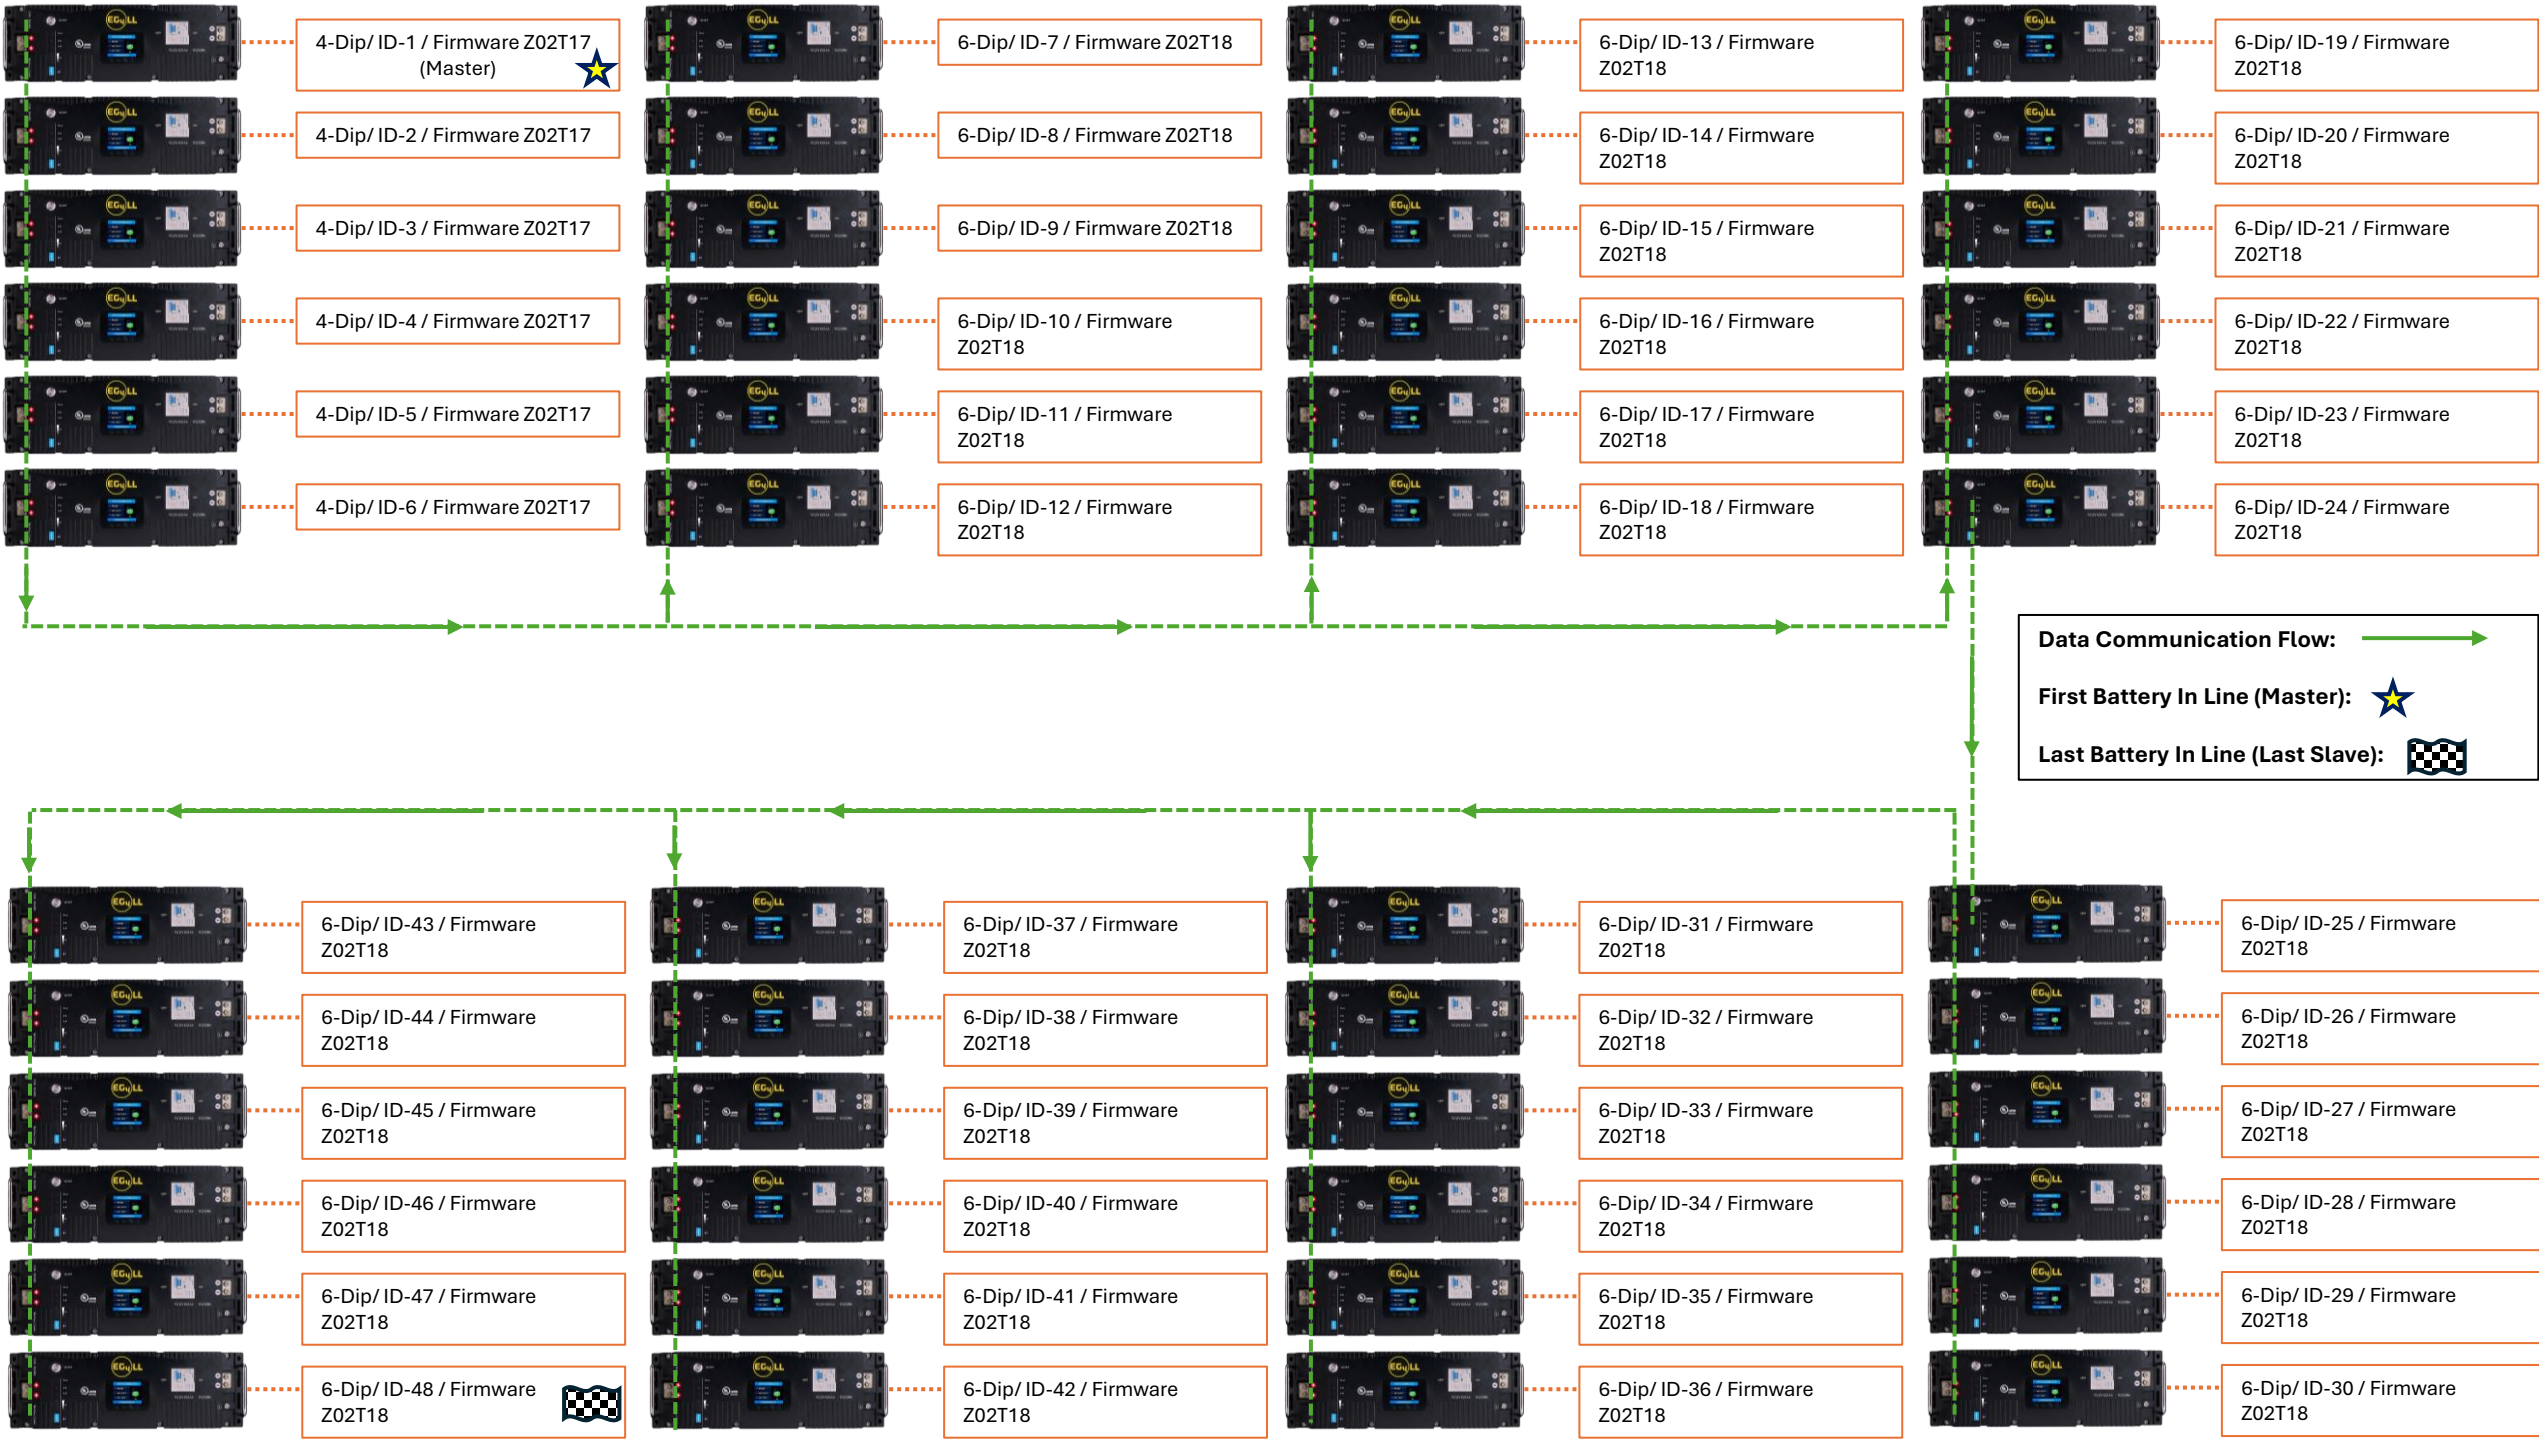 4-Dip/ ID-1 / Firmware Z02T17
(Master)
4-Dip/ ID-2 / Firmware Z02T17
4-Dip/ ID-3 / Firmware Z02T17
4-Dip/ ID-4 / Firmware Z02T17
4-Dip/ ID-5 / Firmware Z02T17
4-Dip/ ID-6 / Firmware Z02T17
6-Dip/ ID-7 / Firmware Z02T18
6-Dip/ ID-8 / Firmware Z02T18
6-Dip/ ID-9 / Firmware Z02T18
6-Dip/ ID-10 / Firmware
Z02T18
6-Dip/ ID-11 / Firmware
Z02T18
6-Dip/ ID-12 / Firmware
Z02T18
6-Dip/ ID-13 / Firmware
Z02T18
6-Dip/ ID-14 / Firmware
Z02T18
6-Dip/ ID-15 / Firmware
Z02T18
6-Dip/ ID-16 / Firmware
Z02T18
6-Dip/ ID-17 / Firmware
Z02T18
6-Dip/ ID-18 / Firmware
Z02T18
6-Dip/ ID-19 / Firmware
Z02T18
6-Dip/ ID-20 / Firmware
Z02T18
6-Dip/ ID-21 / Firmware
Z02T18
6-Dip/ ID-22 / Firmware
Z02T18
6-Dip/ ID-23 / Firmware
Z02T18
6-Dip/ ID-24 / Firmware
Z02T18
Data Communication Flow:
First Battery In Line (Master):
Last Battery In Line (Last Slave):
6-Dip/ ID-43 / Firmware
Z02T18
6-Dip/ ID-44 / Firmware
Z02T18
6-Dip/ ID-45 / Firmware
Z02T18
6-Dip/ ID-46 / Firmware
Z02T18
6-Dip/ ID-47 / Firmware
Z02T18
6-Dip/ ID-48 / Firmware
Z02T18
6-Dip/ ID-37 / Firmware
Z02T18
6-Dip/ ID-38 / Firmware
Z02T18
6-Dip/ ID-39 / Firmware
Z02T18
6-Dip/ ID-40 / Firmware
Z02T18
6-Dip/ ID-41 / Firmware
Z02T18
6-Dip/ ID-42 / Firmware
Z02T18
6-Dip/ ID-31 / Firmware
Z02T18
6-Dip/ ID-32 / Firmware
Z02T18
6-Dip/ ID-33 / Firmware
Z02T18
6-Dip/ ID-34 / Firmware
Z02T18
6-Dip/ ID-35 / Firmware
Z02T18
6-Dip/ ID-36 / Firmware
Z02T18
6-Dip/ ID-25 / Firmware
Z02T18
6-Dip/ ID-26 / Firmware
Z02T18
6-Dip/ ID-27 / Firmware
Z02T18
6-Dip/ ID-28 / Firmware
Z02T18
6-Dip/ ID-29 / Firmware
Z02T18
6-Dip/ ID-30 / Firmware
Z02T18